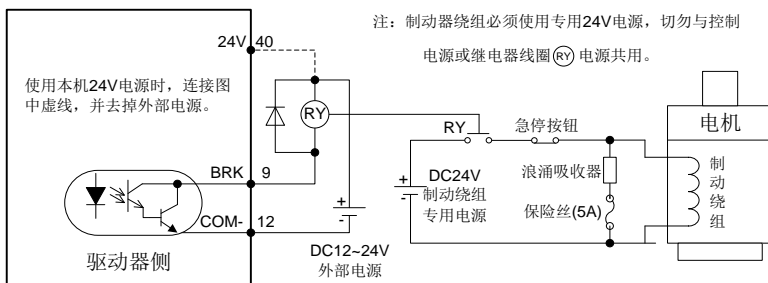 24V 40
注：制动器绕组必须使用专用24V电源，切勿与控制
电源或继电器线圈 RY 电源共用。
使用本机24V电源时，连接图
中虚线，并去掉外部电源。
RY
RY
急停按钮
电机
BRK 9
DC24V
制动绕组
专用电源
浪涌吸收器
保险丝(5A)
制
动
绕
组
COM- 12
DC12~24V
外部电源
驱动器侧
+
-
+
-